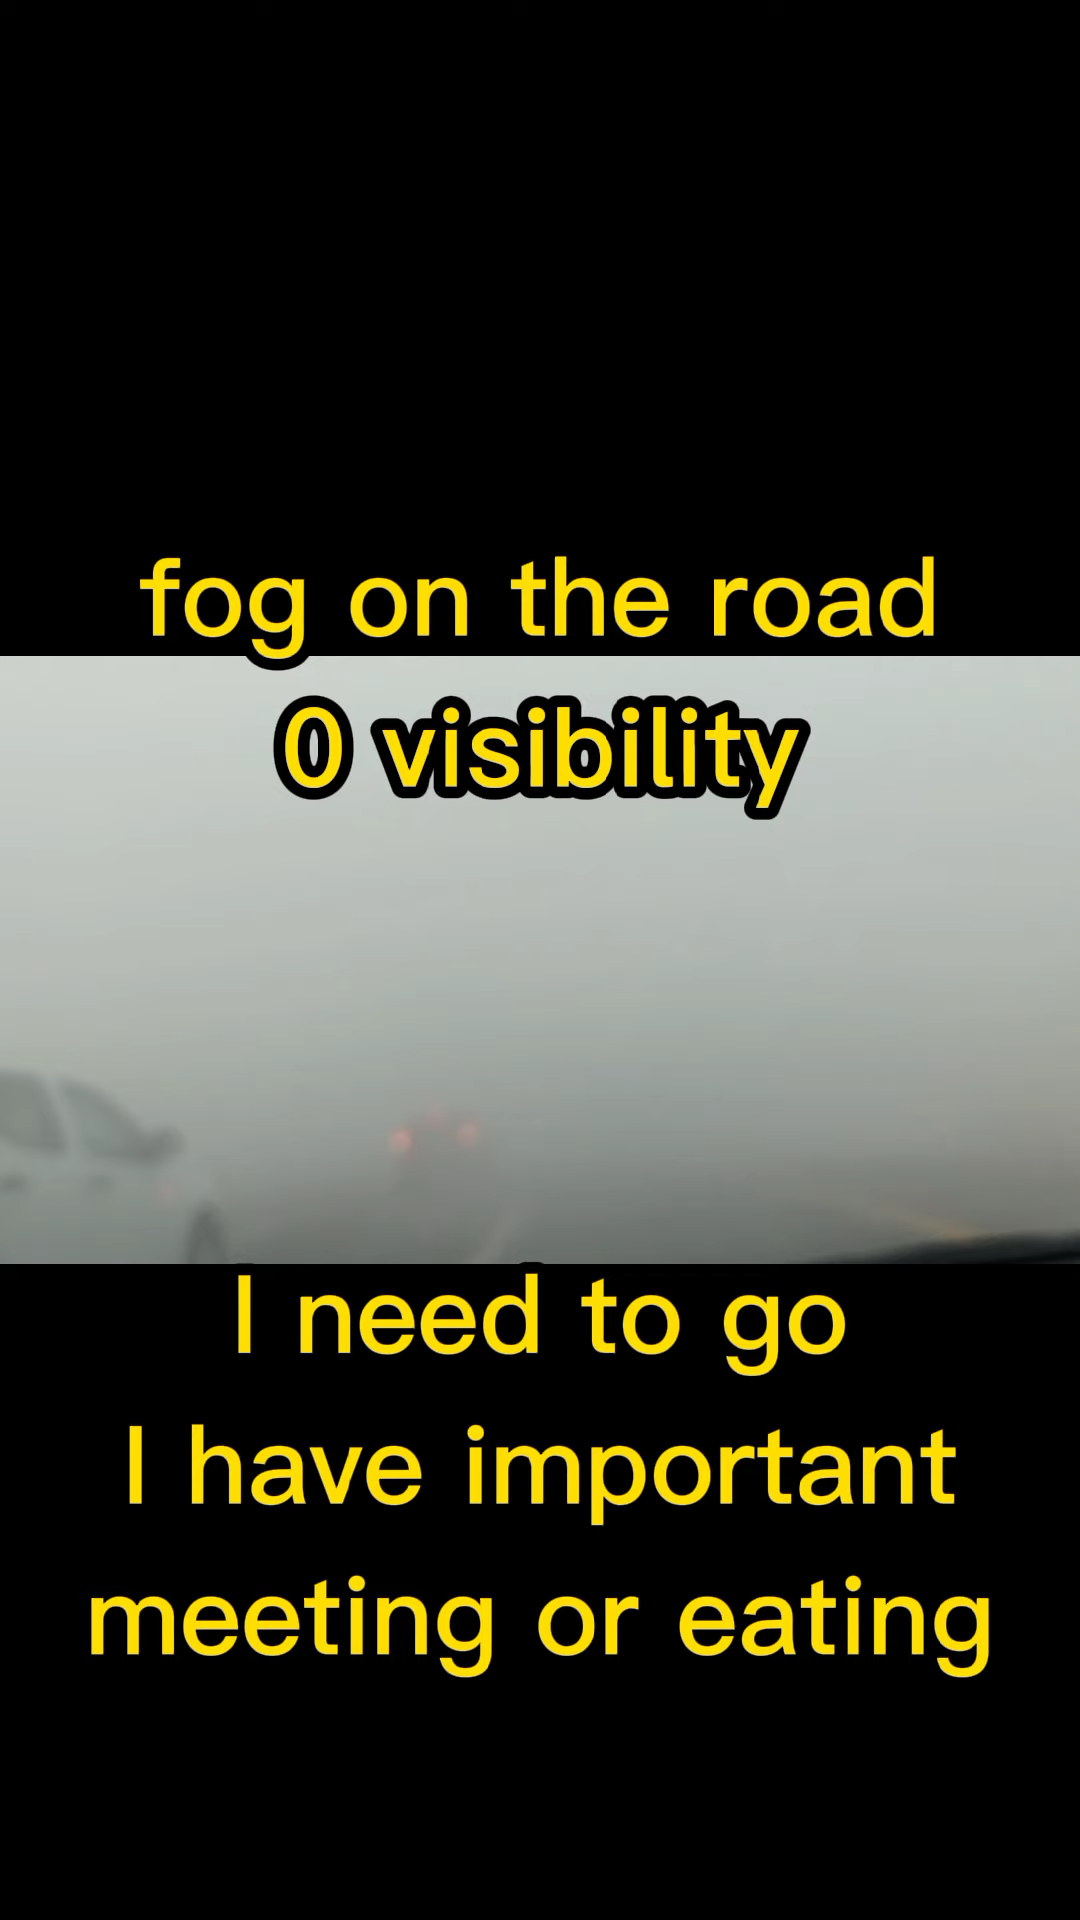 fog on the road
0 visibility
I need to go
I have important
meeting or eating